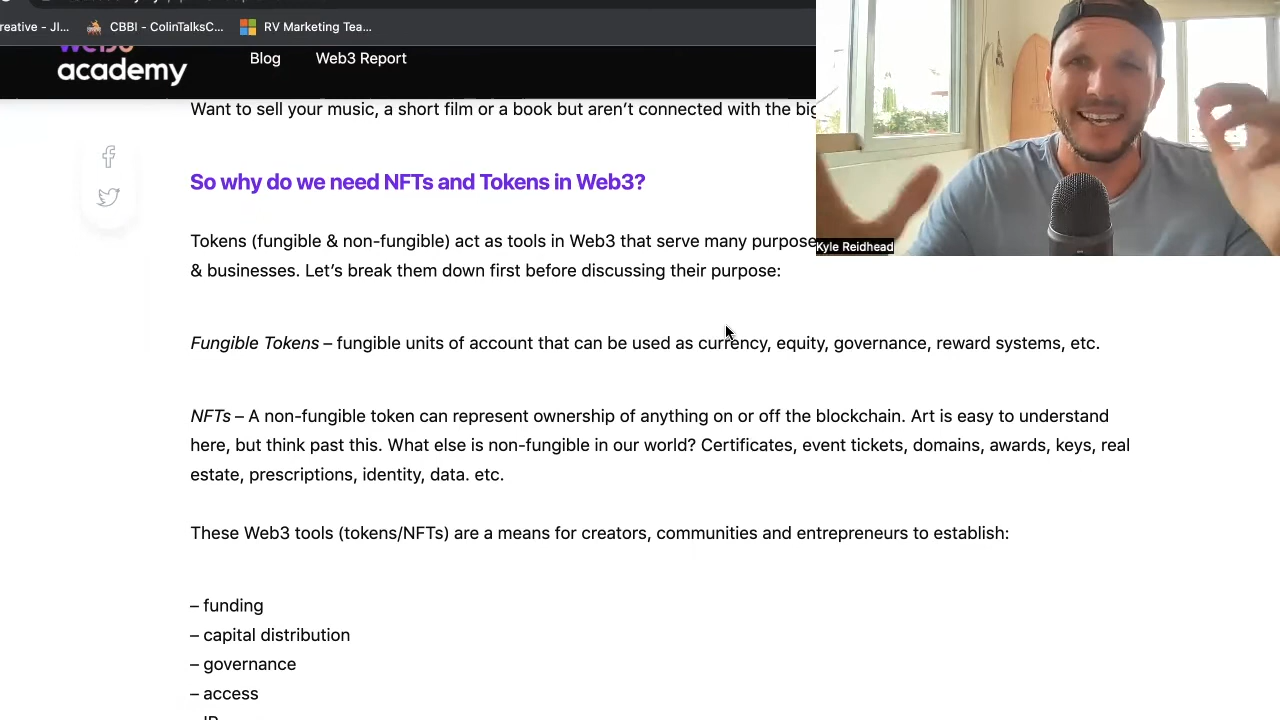 reative - JI...
CBBI - ColinTalksC...
RV Marketing Tea...
academy
Blog
Web3 Report
Want to sell your music, a short film or a book but aren’t connected with the big
So why do we need NFTs and Tokens in Web3?
Tokens (fungible & non-fungible) act as tools in Web3 that serve many purpose
& businesses. Let’s break them down first before discussing their purpose:
Kyle Reidhead
Fungible Tokens – fungible units of account that can be used as currency, equity, governance, reward systems, etc.
NFTs – A non-fungible token can represent ownership of anything on or off the blockchain. Art is easy to understand
here, but think past this. What else is non-fungible in our world? Certificates, event tickets, domains, awards, keys, real
estate, prescriptions, identity, data. etc.
These Web3 tools (tokens/NFTs) are a means for creators, communities and entrepreneurs to establish:
– funding
– capital distribution
– governance
– access